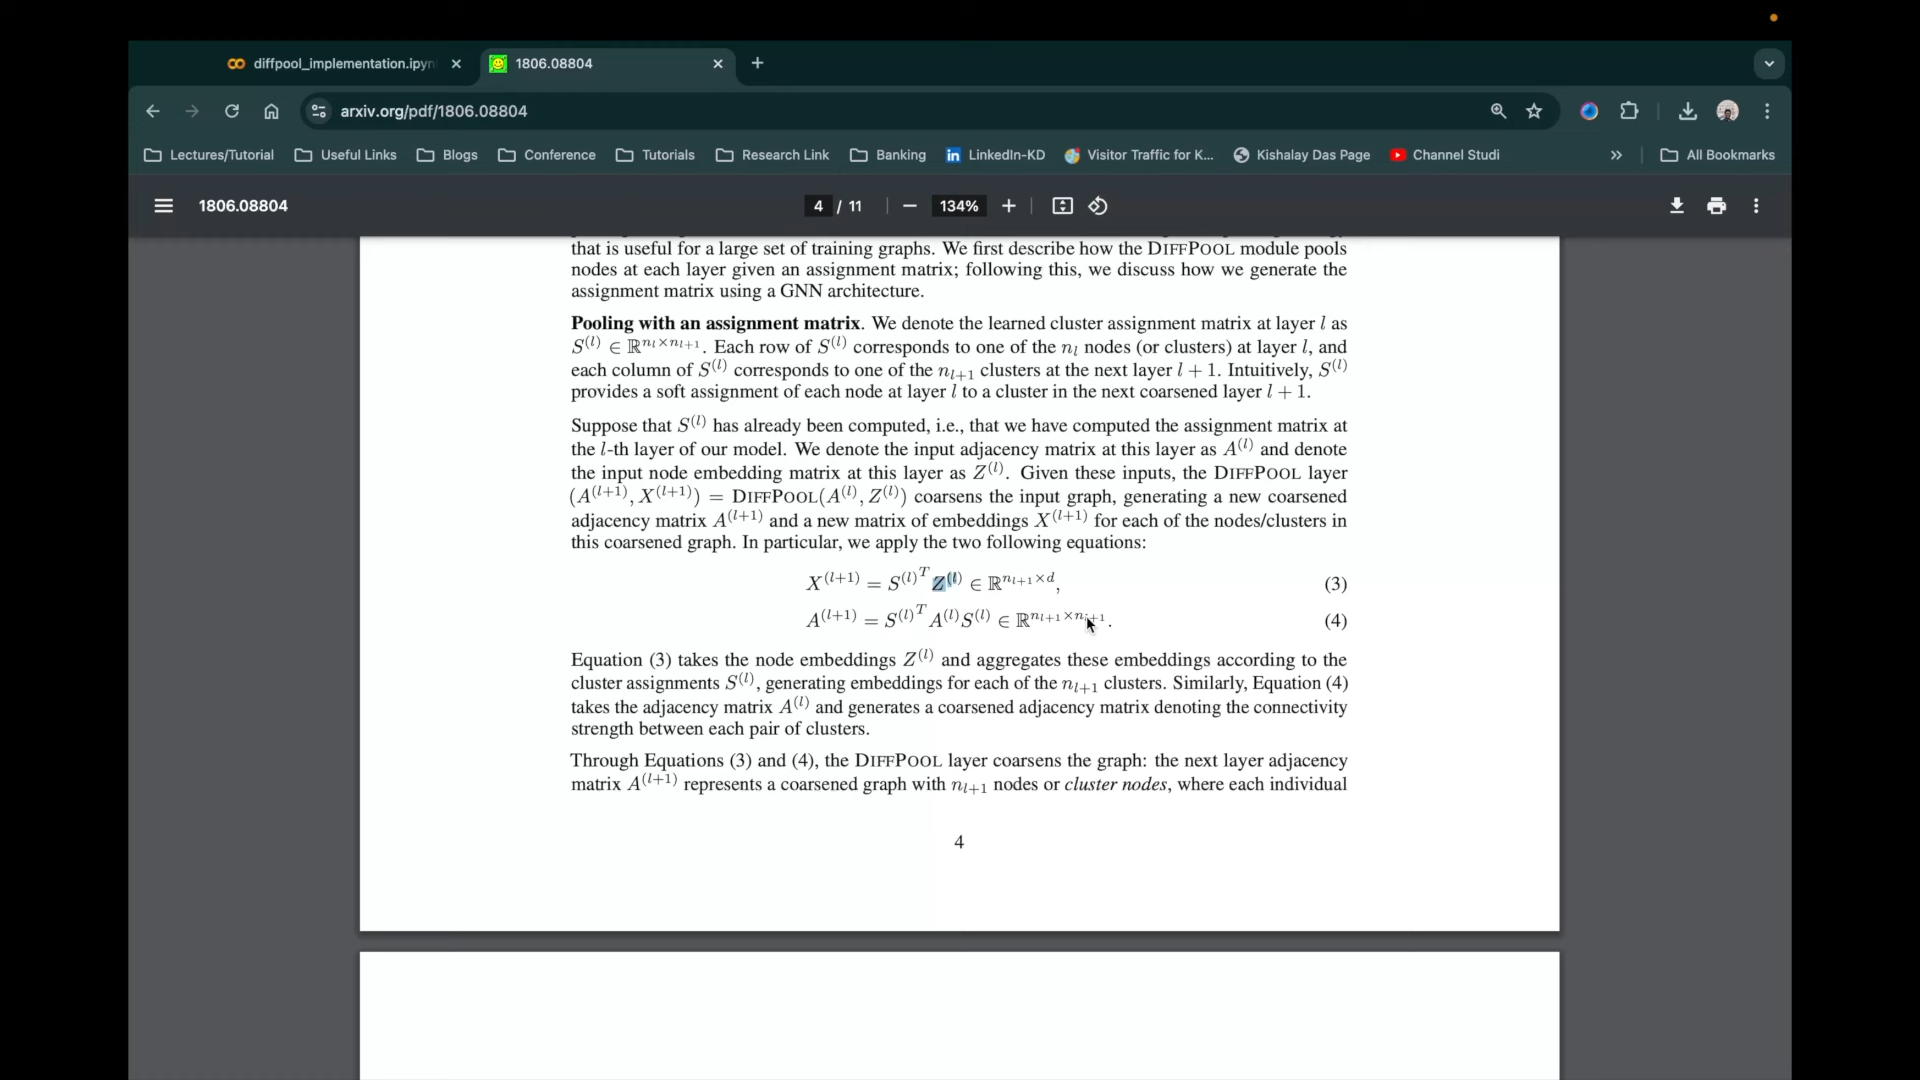 diffpool_implementation.ipyn
1806.08804
arxiv.org/pdf/1806.08804
Lectures/Tutorial Useful Links Blogs Conference Tutorials Research Link Banking LinkedIn-KD Visitor Traffic for K... Kishalay Das Page Channel Studi >> All Bookmarks
1806.08804 4 / 11 134%
that is useful for a large set of training graphs. We first describe how the DIFFPOOL module pools
nodes at each layer given an assignment matrix; following this, we discuss how we generate the
assignment matrix using a GNN architecture.
Pooling with an assignment matrix. We denote the learned cluster assignment matrix at layer l as
S^{(l)} ∈ ℝ^{n_l×n_{l+1}}. Each row of S^{(l)} corresponds to one of the n_l nodes (or clusters) at layer l, and
each column of S^{(l)} corresponds to one of the n_{l+1} clusters at the next layer l + 1. Intuitively, S^{(l)}
provides a soft assignment of each node at layer l to a cluster in the next coarsened layer l + 1.
Suppose that S^{(l)} has already been computed, i.e., that we have computed the assignment matrix at
the l-th layer of our model. We denote the input adjacency matrix at this layer as A^{(l)} and denote
the input node embedding matrix at this layer as Z^{(l)}. Given these inputs, the DIFFPOOL layer
(A^{(l+1)}, X^{(l+1)}) = DIFFPOOL(A^{(l)}, Z^{(l)}) coarsens the input graph, generating a new coarsened
adjacency matrix A^{(l+1)} and a new matrix of embeddings X^{(l+1)} for each of the nodes/clusters in
this coarsened graph. In particular, we apply the two following equations:
X^{(l+1)} = S^{(l)^T} Z^{(l)} ∈ ℝ^{n_{l+1}×d}, (3)
A^{(l+1)} = S^{(l)^T} A^{(l)} S^{(l)} ∈ ℝ^{n_{l+1}×n_{l+1}}. (4)
Equation (3) takes the node embeddings Z^{(l)} and aggregates these embeddings according to the
cluster assignments S^{(l)}, generating embeddings for each of the n_{l+1} clusters. Similarly, Equation (4)
takes the adjacency matrix A^{(l)} and generates a coarsened adjacency matrix denoting the connectivity
strength between each pair of clusters.
Through Equations (3) and (4), the DIFFPOOL layer coarsens the graph: the next layer adjacency
matrix A^{(l+1)} represents a coarsened graph with n_{l+1} nodes or cluster nodes, where each individual
4